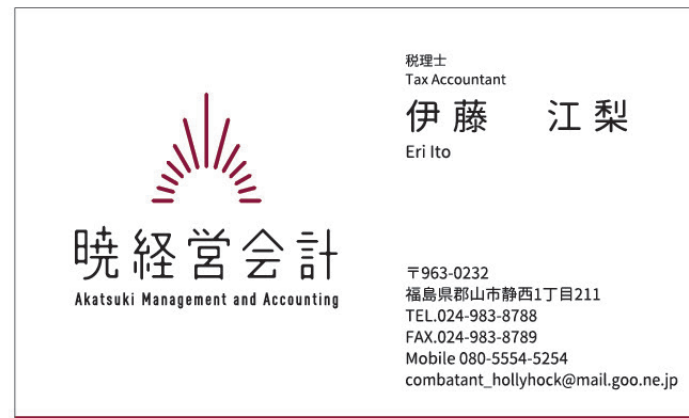 暁経営会計
Akatsuki Management and Accounting
税理士
Tax Accountant
伊藤　江梨
Eri Ito
〒963-0232
福島県郡山市静西1丁目211
TEL.024-983-8788
FAX.024-983-8789
Mobile 080-5554-5254
combatant_hollyhock@mail.goo.ne.jp